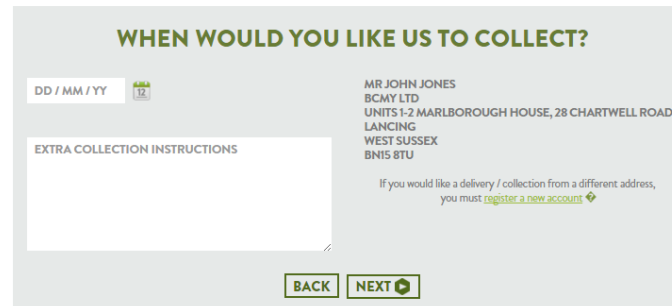 WHEN WOULD YOU LIKE US TO COLLECT?
DD / MM / YY
12
EXTRA COLLECTION INSTRUCTIONS
MR JOHN JONES
BCMY LTD
UNITS 1-2 MARLBOROUGH HOUSE, 28 CHARTWELL ROAD
LANCING
WEST SUSSEX
BN15 8TU
If you would like a delivery / collection from a different address,
you must register a new account �
BACK
NEXT